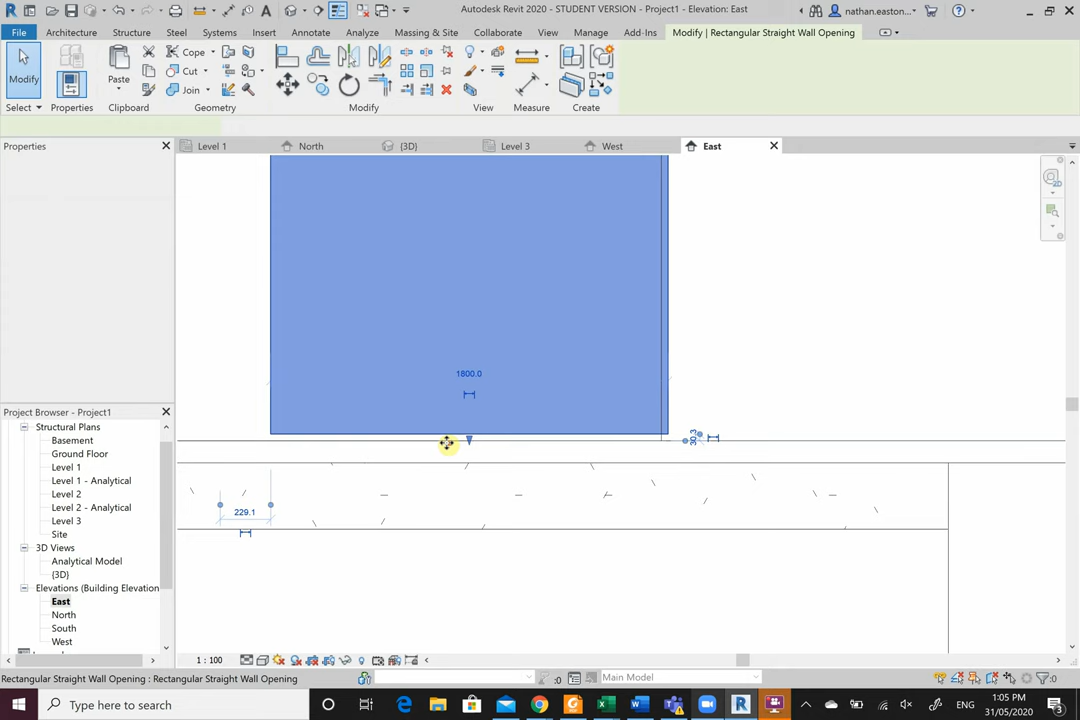 Autodesk Revit 2020 - STUDENT VERSION - Project1 - Elevation: East
nathan.easton...
File Architecture Structure Steel Systems Insert Annotate Analyze Massing & Site Collaborate View Manage Add-Ins Modify | Rectangular Straight Wall Opening
Modify Paste Cope Cut Join
Select Properties Clipboard Geometry Modify View Measure Create
Properties
Level 1 North {3D} Level 3 West East
2D
1800.0
30.3
229.1
Project Browser - Project1
Structural Plans
Basement
Ground Floor
Level 1
Level 1 - Analytical
Level 2
Level 2 - Analytical
Level 3
Site
3D Views
Analytical Model
{3D}
Elevations (Building Elevation
East
North
South
West
1 : 100
Rectangular Straight Wall Opening : Rectangular Straight Wall Opening
:0 Main Model :0
Type here to search
ENG
1:05 PM
31/05/2020
3